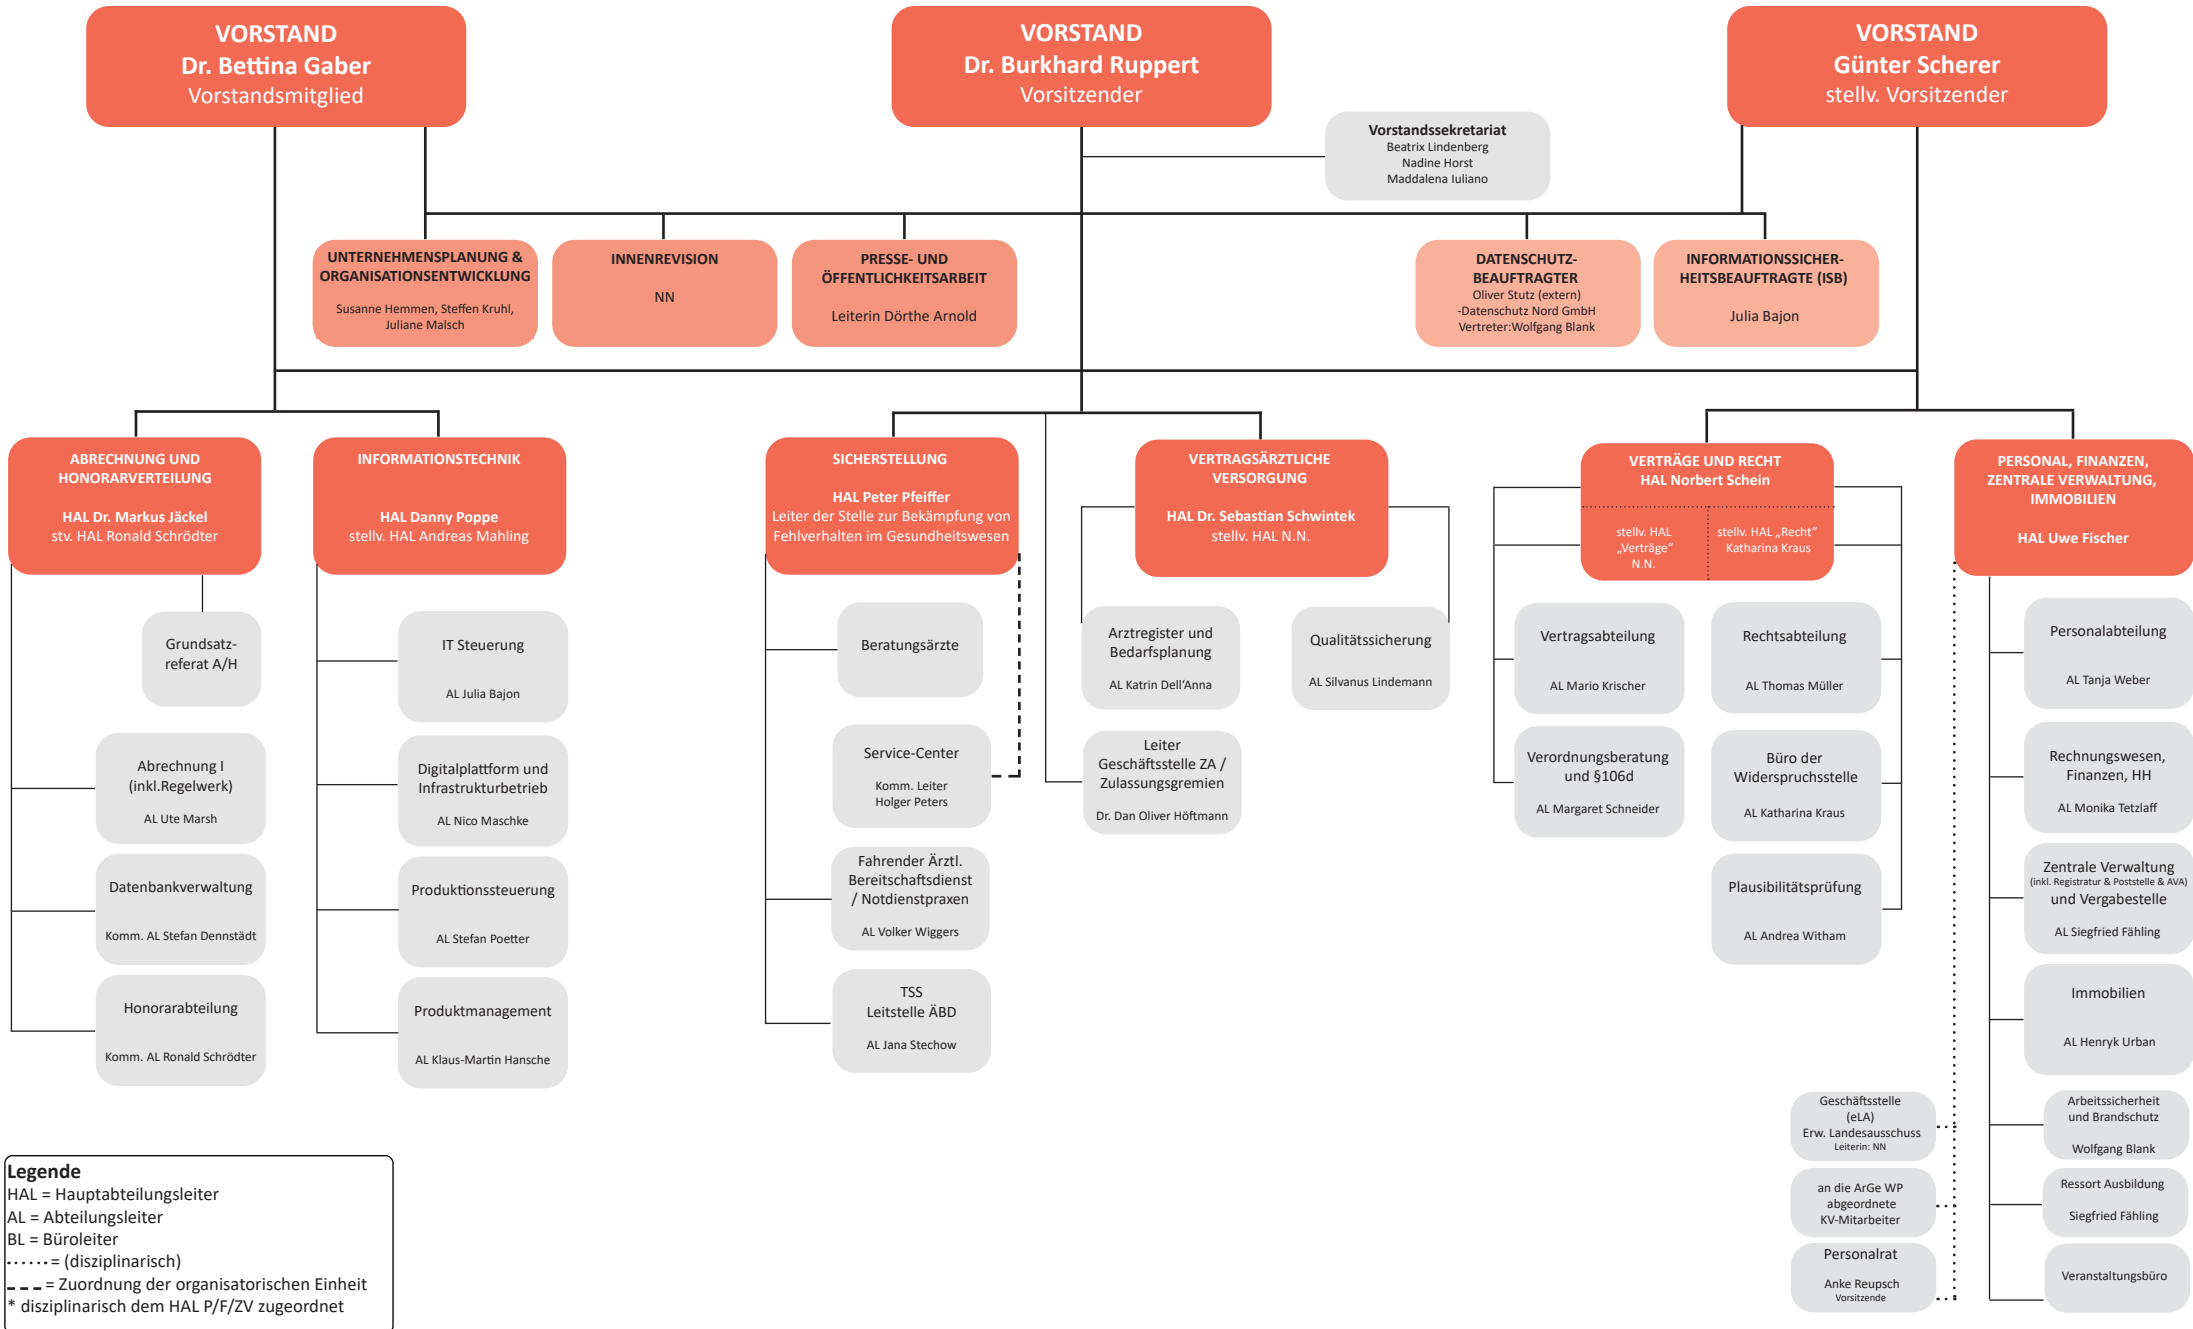 VORSTAND
Dr. Bettina Gaber
Vorstandsmitglied
VORSTAND
Dr. Burkhard Ruppert
Vorsitzender
VORSTAND
Günter Scherer
stellv. Vorsitzender
Vorstandssekretariat
Beatrix Lindenberg
Nadine Horst
Maddalena Iuliano
UNTERNEHMENSPLANUNG &
ORGANISATIONSENTWICKLUNG
Susanne Hemmen, Steffen Kruhl,
Juliane Malsch
INNENREVISION
NN
PRESSE- UND
ÖFFENTLICHKEITSARBEIT
Leiterin Dörthe Arnold
DATENSCHUTZ-
BEAUFTRAGTER
Oliver Stutz (extern)
-Datenschutz Nord GmbH
Vertreter:Wolfgang Blank
INFORMATIONSSICHER-
HEITSBEAUFTRAGTE (ISB)
Julia Bajon
ABRECHNUNG UND
HONORARVERTEILUNG
HAL Dr. Markus Jäckel
stv. HAL Ronald Schrödter
INFORMATIONSTECHNIK
HAL Danny Poppe
stellv. HAL Andreas Mahling
SICHERSTELLUNG
HAL Peter Pfeiffer
Leiter der Stelle zur Bekämpfung von
Fehlverhalten im Gesundheitswesen
VERTRAGSÄRZTLICHE
VERSORGUNG
HAL Dr. Sebastian Schwintek
stellv. HAL N.N.
VERTRÄGE UND RECHT
HAL Norbert Schein
stellv. HAL
„Verträge“
N.N.
stellv. HAL „Recht“
Katharina Kraus
PERSONAL, FINANZEN,
ZENTRALE VERWALTUNG,
IMMOBILIEN
HAL Uwe Fischer
Grundsatz-
referat A/H
Abrechnung I
(inkl.Regelwerk)
AL Ute Marsh
Datenbankverwaltung
Komm. AL Stefan Dennstädt
Honorarabteilung
Komm. AL Ronald Schrödter
IT Steuerung
AL Julia Bajon
Digitalplattform und
Infrastrukturbetrieb
AL Nico Maschke
Produktionssteuerung
AL Stefan Poetter
Produktmanagement
AL Klaus-Martin Hansche
Beratungsärzte
Service-Center
Komm. Leiter
Holger Peters
Fahrender Ärztl.
Bereitschaftsdienst
/ Notdienstpraxen
AL Volker Wiggers
TSS
Leitstelle ÄBD
AL Jana Stechow
Arztregister und
Bedarfsplanung
AL Katrin Dell‘Anna
Leiter
Geschäftsstelle ZA /
Zulassungsgremien
Dr. Dan Oliver Höftmann
Qualitätssicherung
AL Silvanus Lindemann
Vertragsabteilung
AL Mario Krischer
Verordnungsberatung
und §106d
AL Margaret Schneider
Rechtsabteilung
AL Thomas Müller
Büro der
Widerspruchsstelle
AL Katharina Kraus
Plausibilitätsprüfung
AL Andrea Witham
Personalabteilung
AL Tanja Weber
Rechnungswesen,
Finanzen, HH
AL Monika Tetzlaff
Zentrale Verwaltung
(inkl. Registratur & Poststelle & AVA)
und Vergabestelle
AL Siegfried Fähling
Immobilien
AL Henryk Urban
Arbeitssicherheit
und Brandschutz
Wolfgang Blank
Ressort Ausbildung
Siegfried Fähling
Veranstaltungsbüro
Geschäftsstelle
(eLA)
Erw. Landesausschuss
Leiterin: NN
an die ArGe WP
abgeordnete
KV-Mitarbeiter
Personalrat
Anke Reupsch
Vorsitzende
Legende
HAL = Hauptabteilungsleiter
AL = Abteilungsleiter
BL = Büroleiter
= (disziplinarisch)
= Zuordnung der organisatorischen Einheit
* disziplinarisch dem HAL P/F/ZV zugeordnet